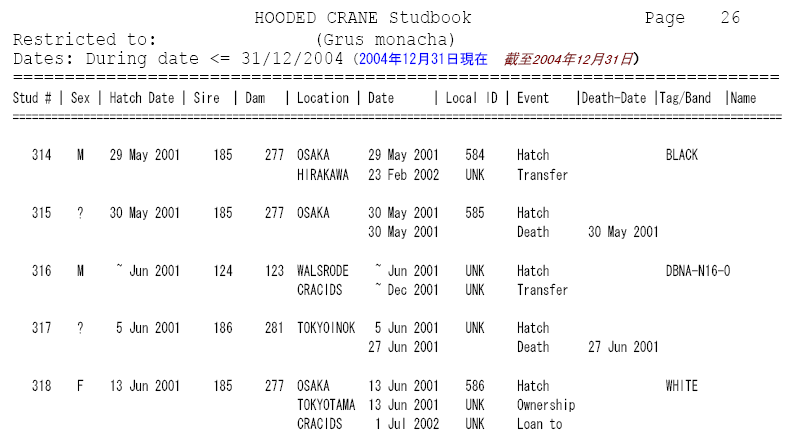 HOODED CRANE Studbook Page 26
Restricted to: (Grus monacha)
Dates: During date <= 31/12/2004 (2004年12月31日現在 截至2004年12月31日)
================================================================================
Stud # | Sex | Hatch Date | Sire | Dam | Location | Date | Local ID | Event |Death-Date |Tag/Band |Name
================================================================================
314 M 29 May 2001 185 277 OSAKA 29 May 2001 584 Hatch BLACK
HIRAKAWA 23 Feb 2002 UNK Transfer
315 ? 30 May 2001 185 277 OSAKA 30 May 2001 585 Hatch
30 May 2001 Death 30 May 2001
316 M ~ Jun 2001 124 123 WALSRODE ~ Jun 2001 UNK Hatch DBNA-N16-0
CRACIDS ~ Dec 2001 UNK Transfer
317 ? 5 Jun 2001 186 281 TOKYOINOK 5 Jun 2001 UNK Hatch
27 Jun 2001 Death 27 Jun 2001
318 F 13 Jun 2001 185 277 OSAKA 13 Jun 2001 586 Hatch WHITE
TOKYOTAMA 13 Jun 2001 UNK Ownership
CRACIDS 1 Jul 2002 UNK Loan to